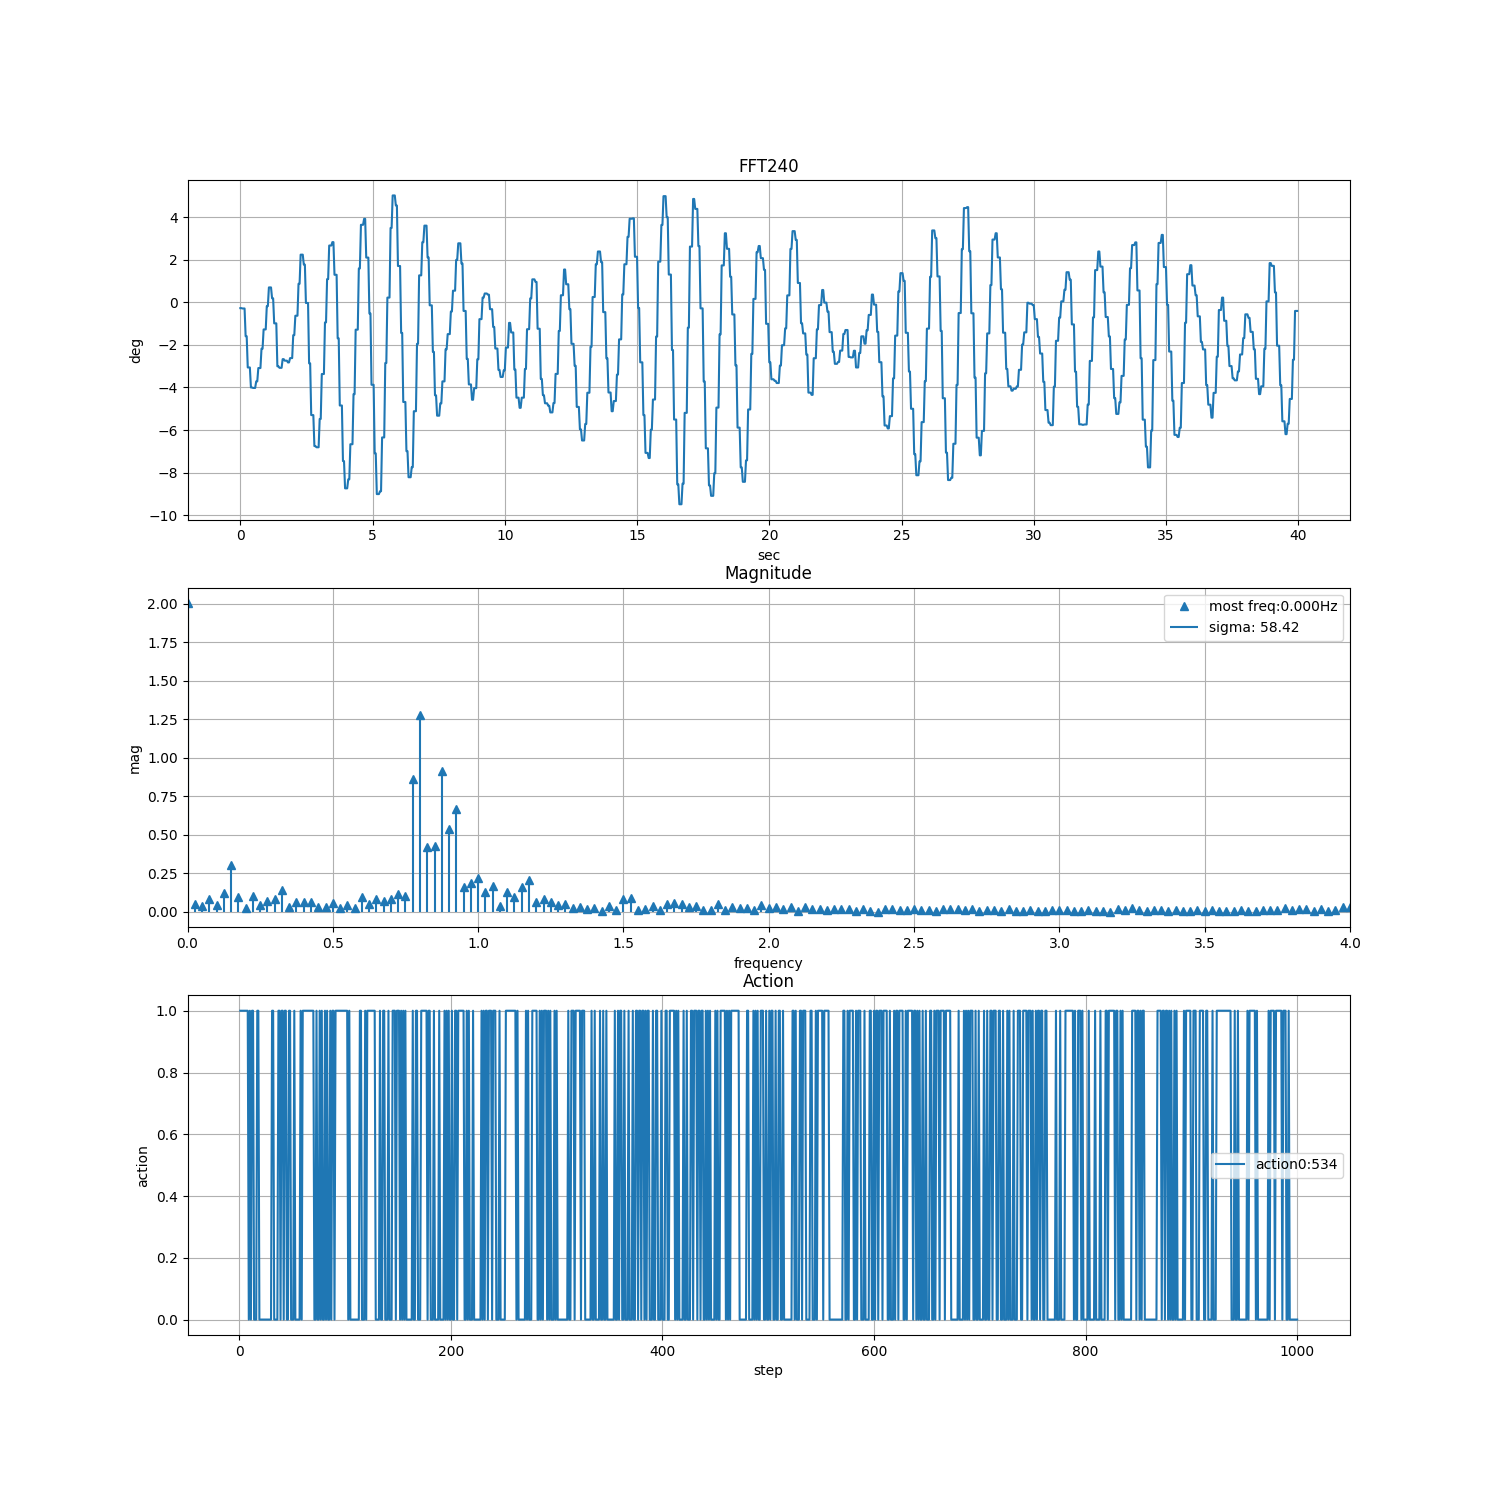 FFT240
4
2
0
−2
−4
−6
−8
−10
deg
0 5 10 15 20 25 30 35 40
sec
Magnitude
2.00
1.75
1.50
1.25
1.00
0.75
0.50
0.25
0.00
mag
most freq:0.000Hz
sigma: 58.42
0.0 0.5 1.0 1.5 2.0 2.5 3.0 3.5 4.0
frequency
Action
1.0
0.8
0.6
0.4
0.2
0.0
action
action0:534
0 200 400 600 800 1000
step